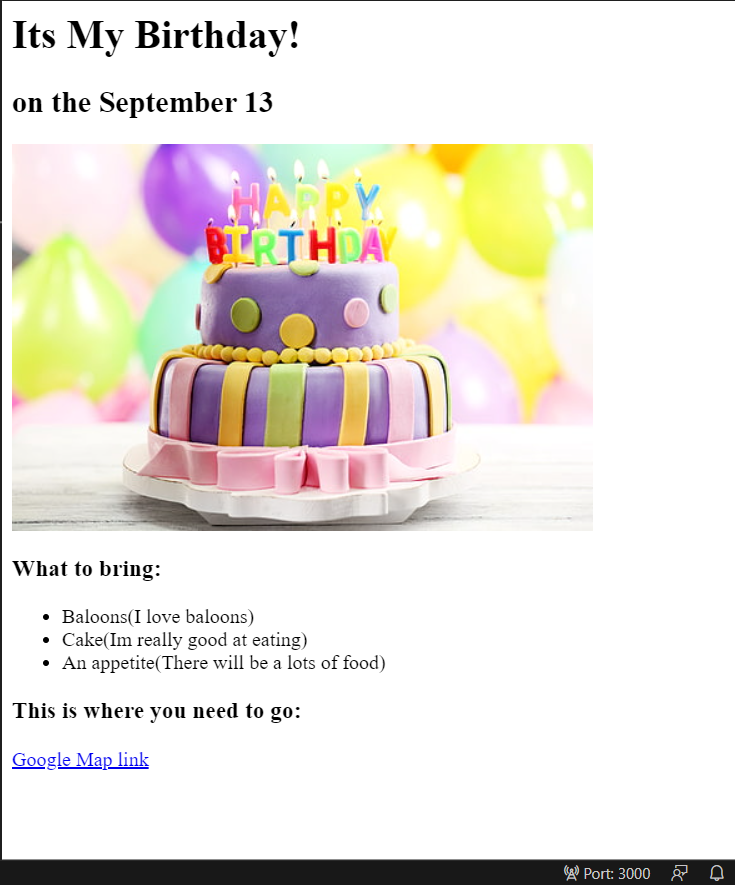 Its My Birthday!
on the September 13
HAPPY
BIRTHDAY
What to bring:
Baloons(I love baloons)
Cake(Im really good at eating)
An appetite(There will be a lots of food)
This is where you need to go:
Google Map link
Port: 3000